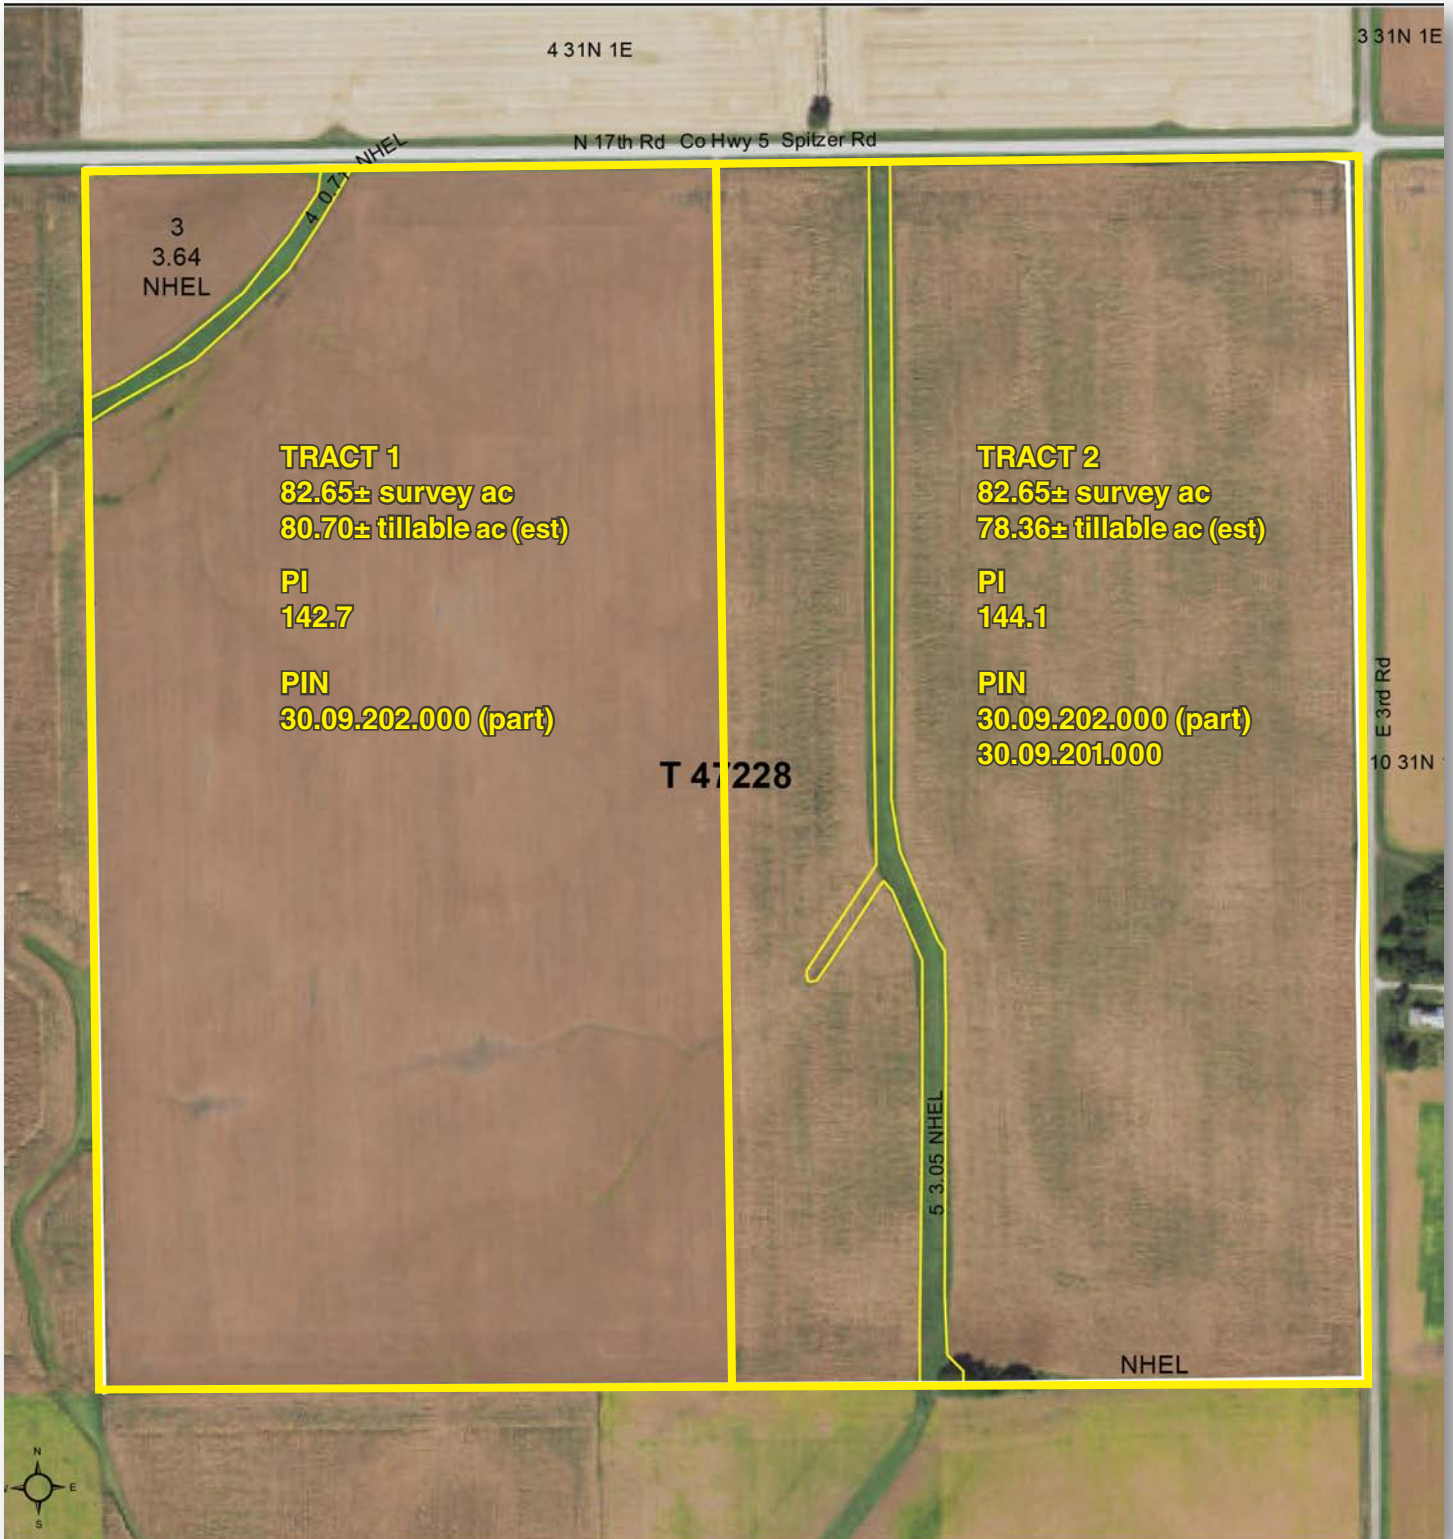 4 31N 1E
3 31N 1E
N 17th Rd Co Hwy 5 Spitzer Rd
4 0.71 NHEL
3
3.64
NHEL
TRACT 1
82.65± survey ac
80.70± tillable ac (est)
PI
142.7
PIN
30.09.202.000 (part)
TRACT 2
82.65± survey ac
78.36± tillable ac (est)
PI
144.1
PIN
30.09.202.000 (part)
30.09.201.000
E 3rd Rd
10 31N
T 47228
5 3.05 NHEL
NHEL
N
E
S